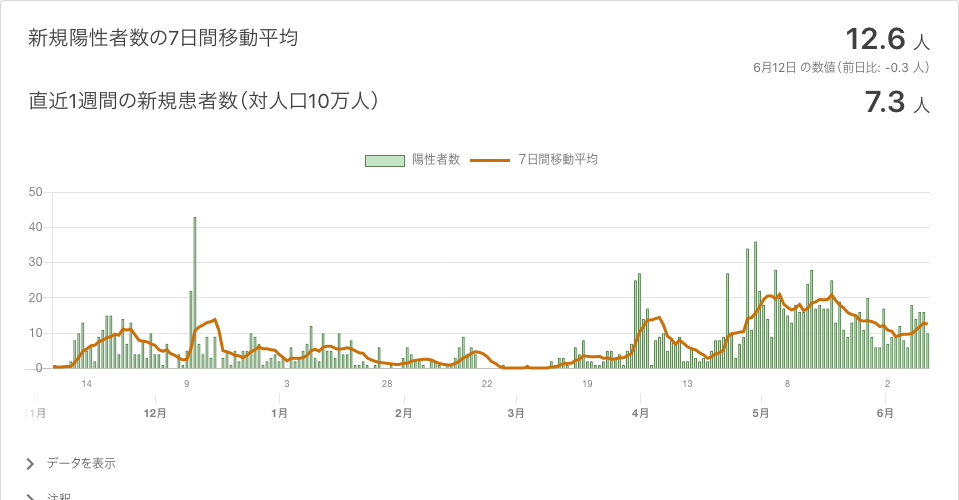 新規陽性者数の7日間移動平均
12.6 人
6月12日 の数値（前日比: -0.3 人）
直近1週間の新規患者数（対人口10万人）
7.3 人
陽性者数 7日間移動平均
50
40
30
20
10
0
14 9 3 28 22 19 13 8 2
11月 12月 1月 2月 3月 4月 5月 6月
データを表示
注釈